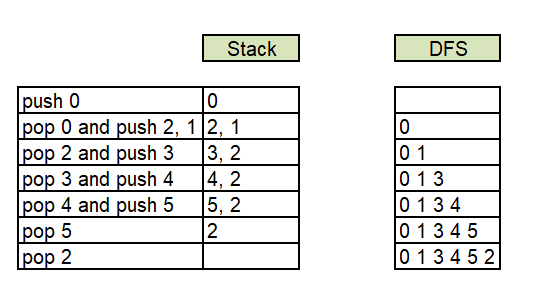 Stack DFS
push 0 0
pop 0 and push 2, 1 2, 1 0
pop 2 and push 3 3, 2 0 1
pop 3 and push 4 4, 2 0 1 3
pop 4 and push 5 5, 2 0 1 3 4
pop 5 2 0 1 3 4 5
pop 2 0 1 3 4 5 2